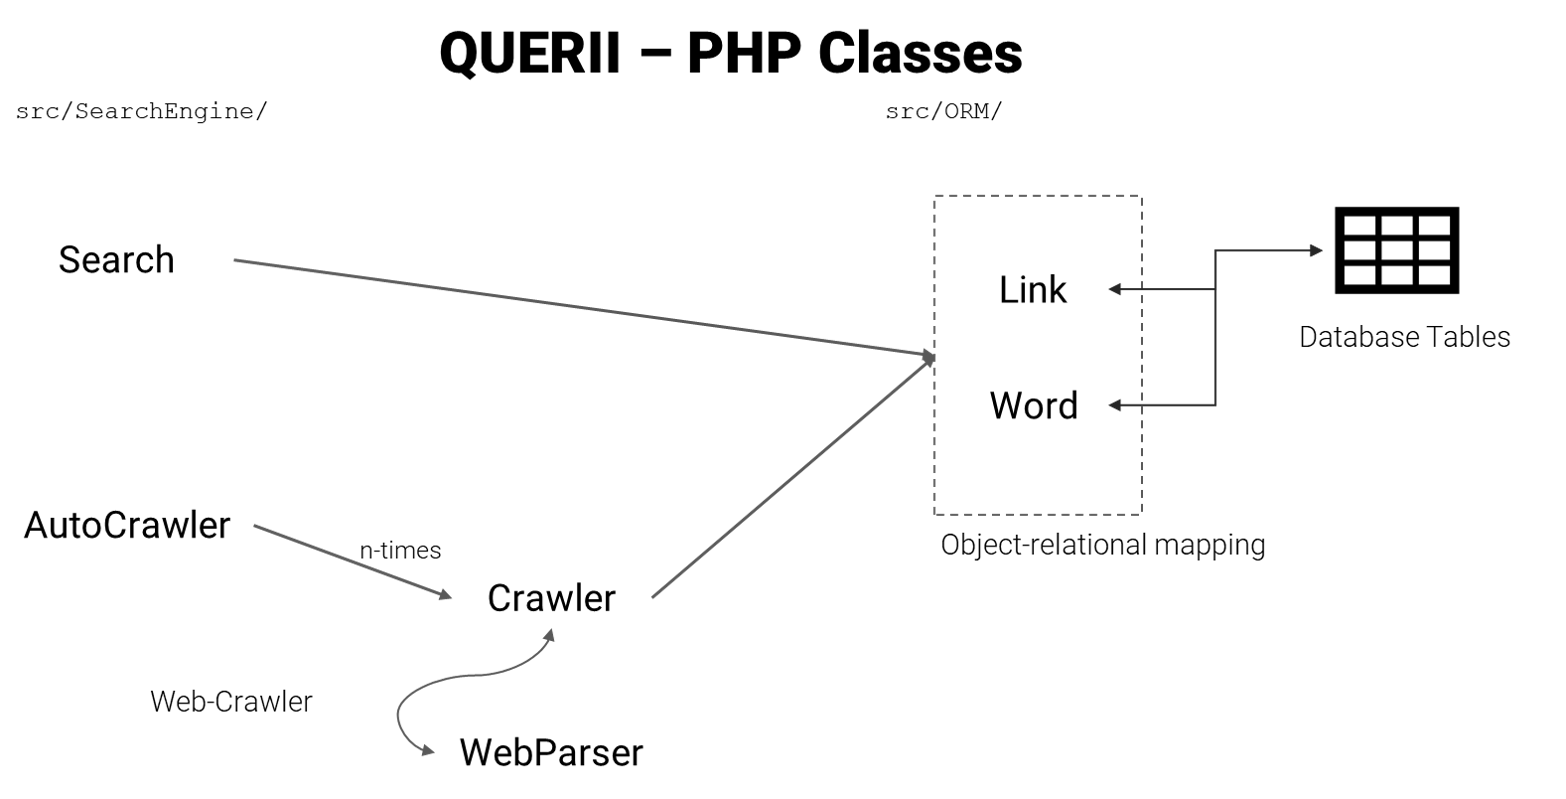 QUERII – PHP Classes
src/SearchEngine/
src/ORM/
Search
Link
Database Tables
Word
AutoCrawler
n-times
Object-relational mapping
Crawler
Web-Crawler
WebParser